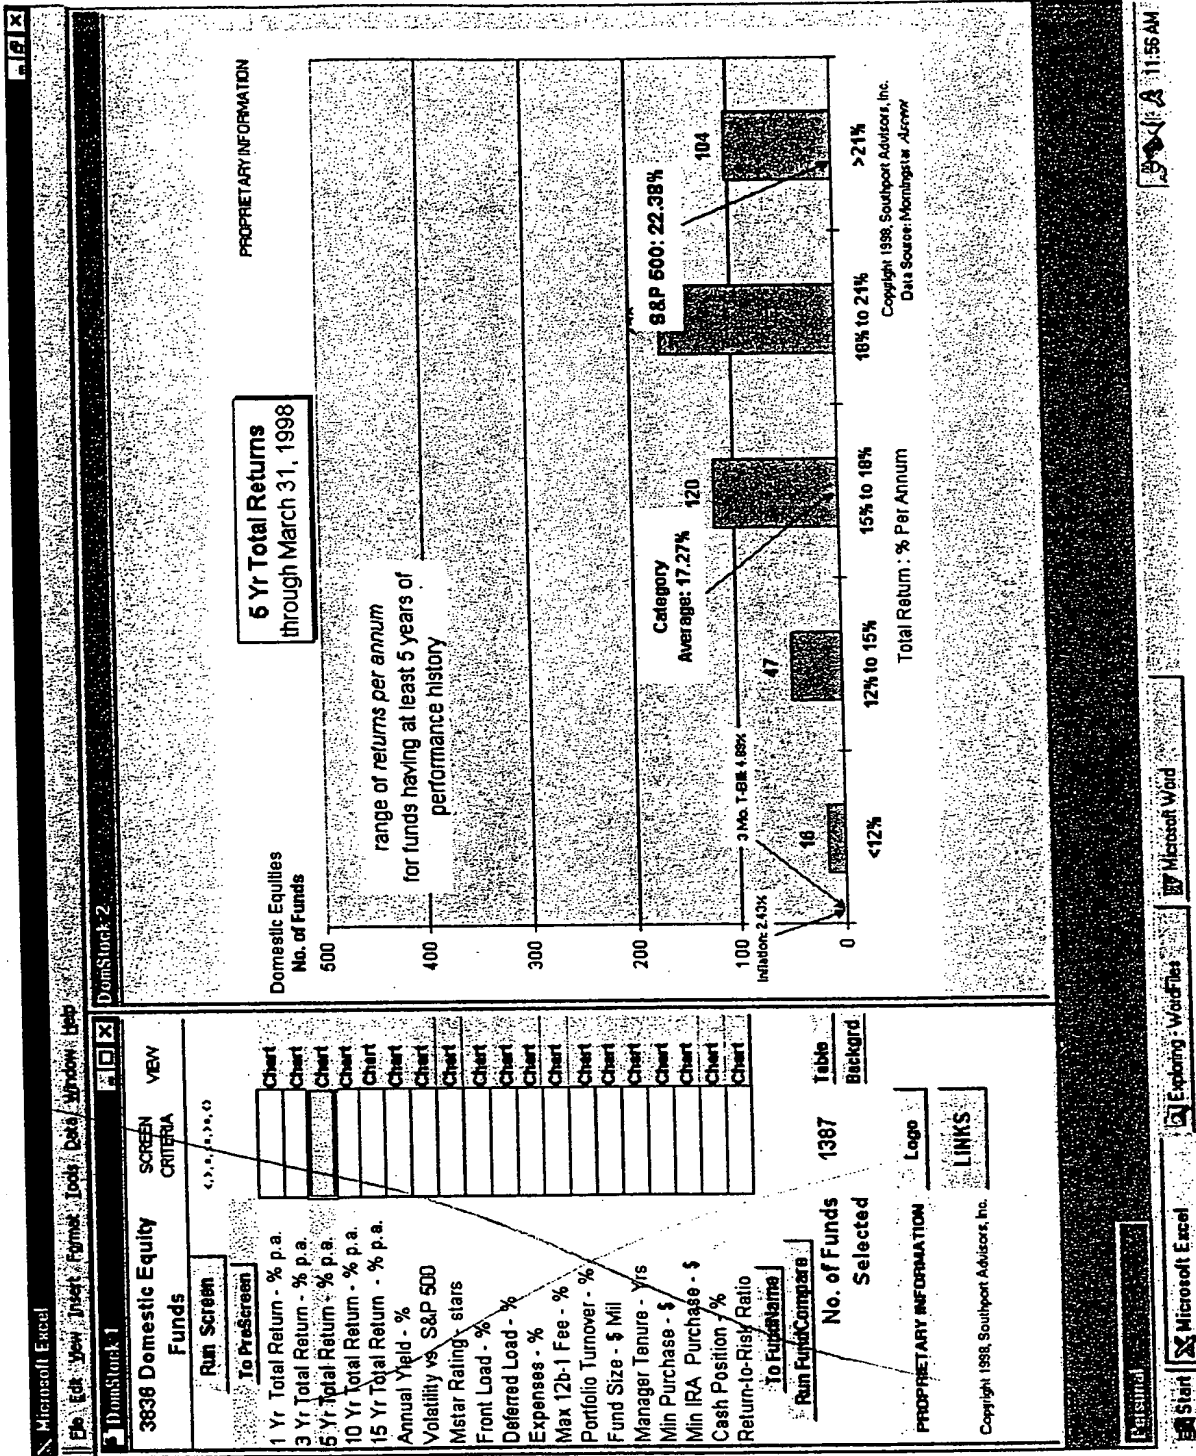 Microsoft Excel
File Edit View Insert Format Tools Data Window Help
DomStock 1
3836 Domestic Equity
Funds
SCREEN
CRITERIA
VIEW
Run Screen
To PreScreen
1 Yr Total Return - % p.a.
Chart
3 Yr Total Return - % p.a.
Chart
5 Yr Total Return - % p.a.
Chart
10 Yr Total Return - % p.a.
Chart
15 Yr Total Return - % p.a.
Chart
Annual Yield - %
Chart
Volatility vs S&P 500
Chart
Mstar Rating - stars
Chart
Front Load - %
Chart
Deferred Load - %
Chart
Expenses - %
Chart
Max 12b-1 Fee - %
Chart
Portfolio Turnover - %
Chart
Fund Size - $ Mil
Chart
Manager Tenure - Yrs
Chart
Min Purchase - $
Chart
Min IRA Purchase - $
Chart
Cash Position - %
Chart
Return-to-Risk Ratio
Chart
To FundName
Run FundCompare
No. of Funds
Selected
1387
Table
Backgrd
PROPRIETARY INFORMATION
Logo
Copyright 1998, Southport Advisors, Inc.
LINKS
DomStock 2
PROPRIETARY INFORMATION
5 Yr Total Returns
through March 31, 1998
Domestic Equities
No. of Funds
range of returns per annum
for funds having at least 5 years of
performance history
500
400
300
200
100
0
Inflation: 2.43%
3 Mo. T-Bill: 4.89%
Category
Average: 17.27%
S&P 500: 22.38%
16
47
120
104
<12%
12% to 15%
15% to 18%
18% to 21%
>21%
Total Return : % Per Annum
Copyright 1998, Southport Advisors, Inc.
Data Source: Morningstar Ascent
Start
Microsoft Excel
Exploring - WordFiles
Microsoft Word
11:56 AM